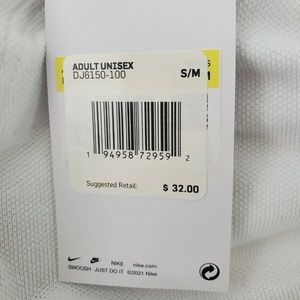 ADULT UNISEX
DJ6150-100 S/M
1 94958 72959 2
Suggested Retail: $ 32.00
NIKE nike.com
SWOOSH JUST DO IT ©2021 Nike